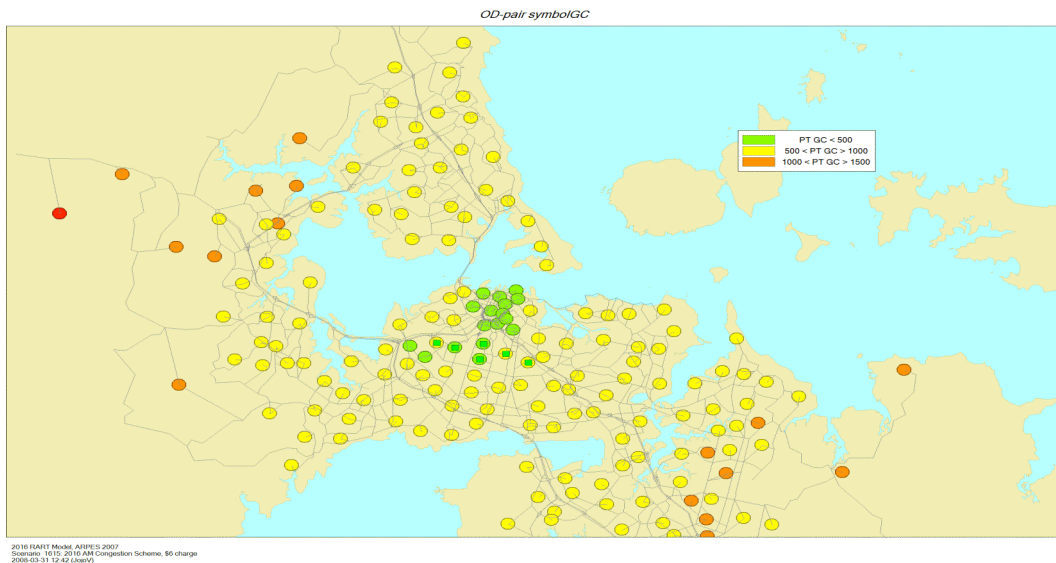 OD-pair symbolGC
PT GC < 500
500 < PT GC > 1000
1000 < PT GC > 1500
2016 RART Model, ARPES 2007
Scenario 1615: 2016 AM Congestion Scheme, $6 charge
2008-03-31 12:42 (JojoV)